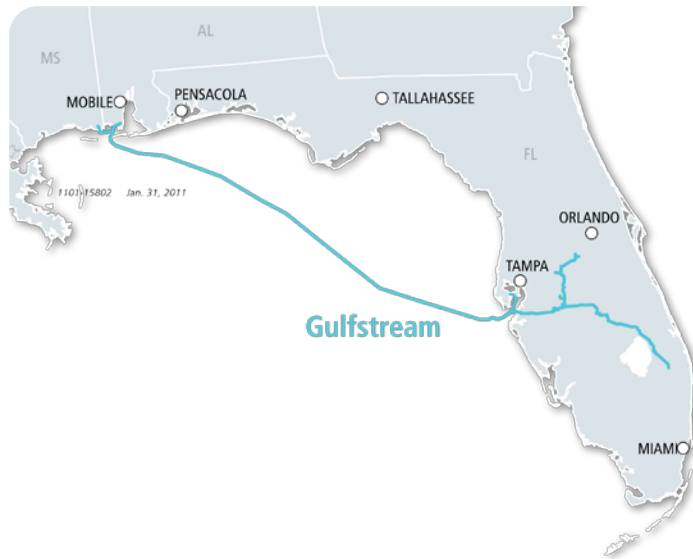 AL
MS
MOBILE
PENSACOLA
TALLAHASSEE
FL
1101-15802 Jan. 31, 2011
ORLANDO
TAMPA
Gulfstream
MIAMI